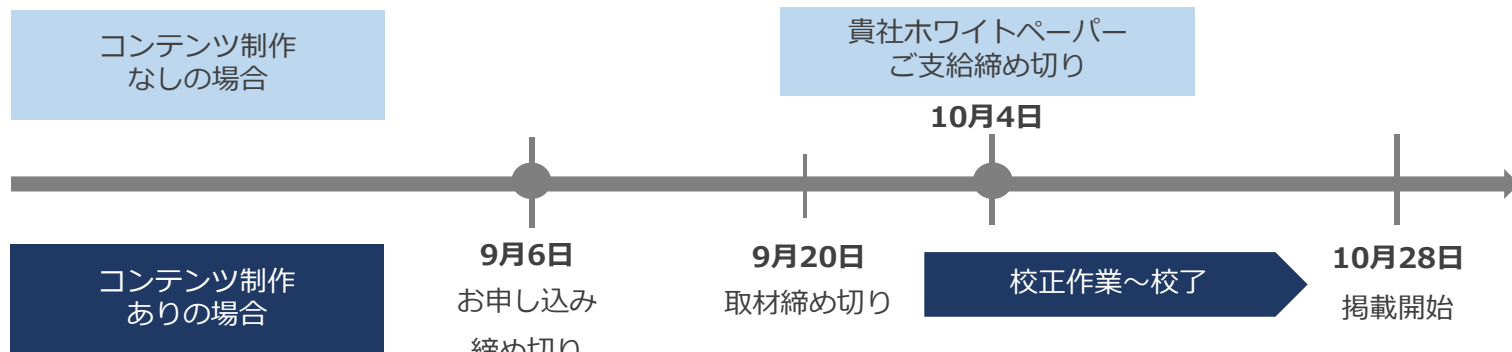 コンテンツ制作
なしの場合
貴社ホワイトペーパー
ご支給締め切り
10月4日
コンテンツ制作
ありの場合
9月6日
お申し込み
締め切り
9月20日
取材締め切り
校正作業～校了
10月28日
掲載開始